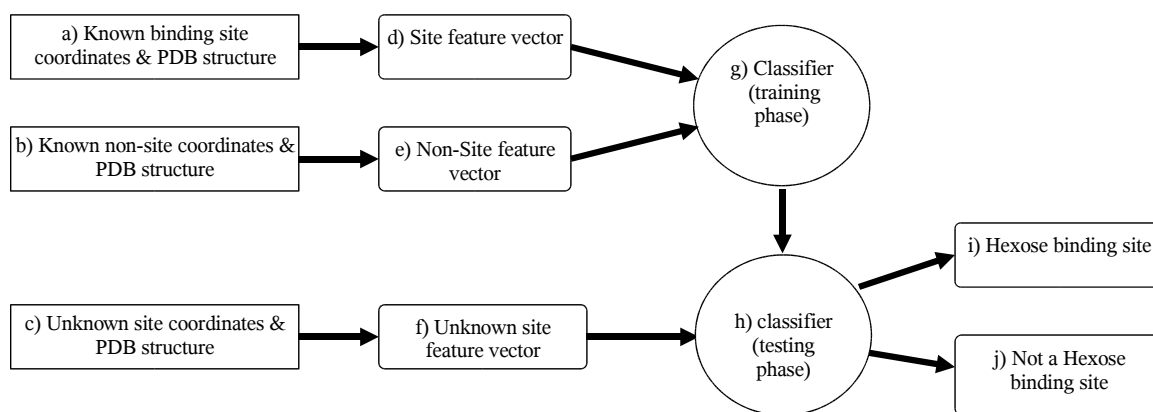 a) Known binding site
coordinates & PDB structure
d) Site feature vector
g) Classifier
(training
phase)
b) Known non-site coordinates &
PDB structure
e) Non-Site feature
vector
i) Hexose binding site
c) Unknown site coordinates &
PDB structure
f) Unknown site
feature vector
h) classifier
(testing
phase)
j) Not a Hexose
binding site